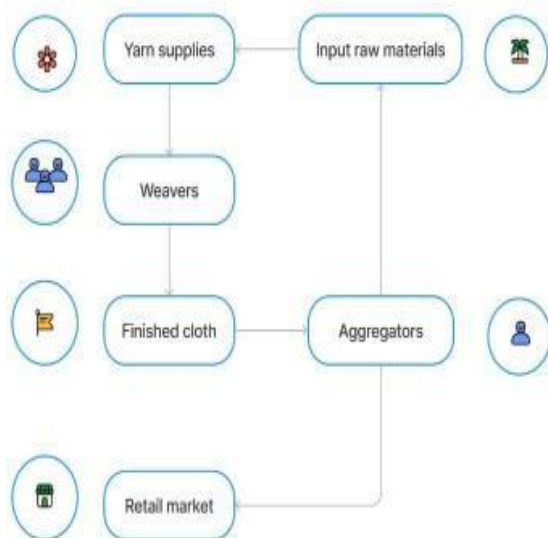 Yarn supplies
Input raw materials
Weavers
Finished cloth
Aggregators
Retail market